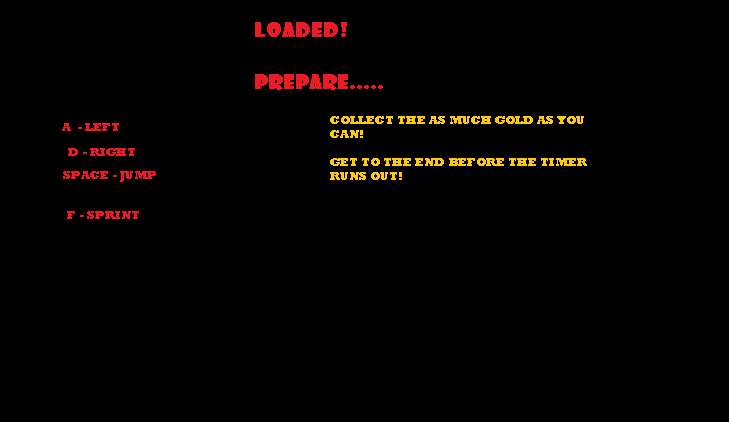 LOADED!
PREPARE.....
A - LEFT
D - RIGHT
SPACE - JUMP
F - SPRINT
COLLECT THE AS MUCH GOLD AS YOU
CAN!
GET TO THE END BEFORE THE TIMER
RUNS OUT!